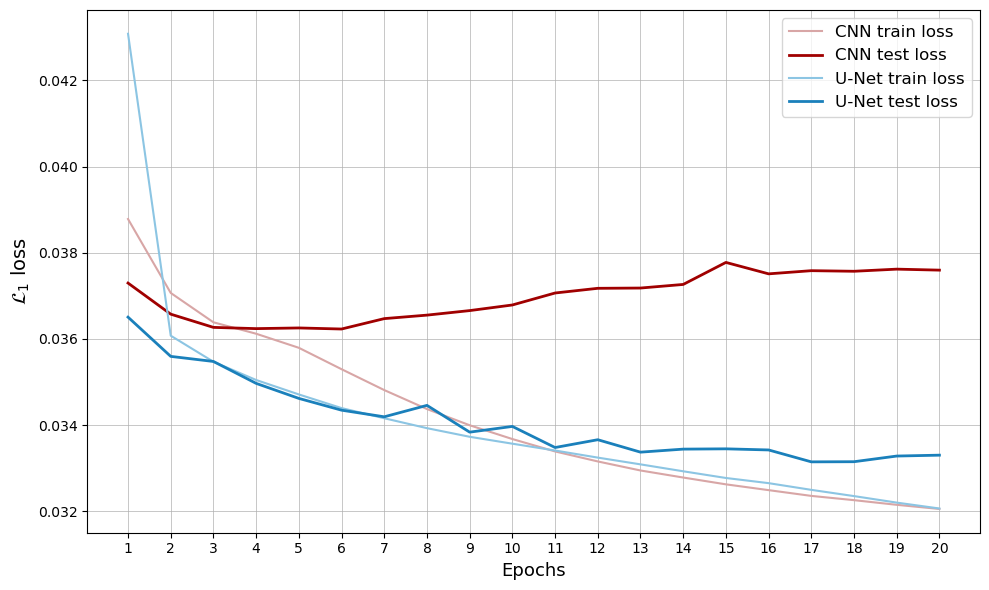 CNN train loss
CNN test loss
U-Net train loss
U-Net test loss
0.042
0.040
0.038
0.036
0.034
0.032
ℒ₁ loss
1 2 3 4 5 6 7 8 9 10 11 12 13 14 15 16 17 18 19 20
Epochs